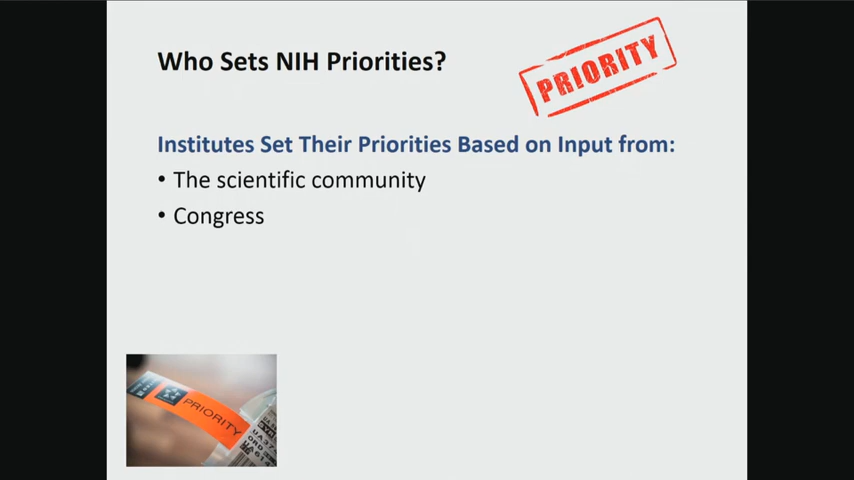 Who Sets NIH Priorities?
PRIORITY
Institutes Set Their Priorities Based on Input from:
• The scientific community
• Congress
PRIORITY